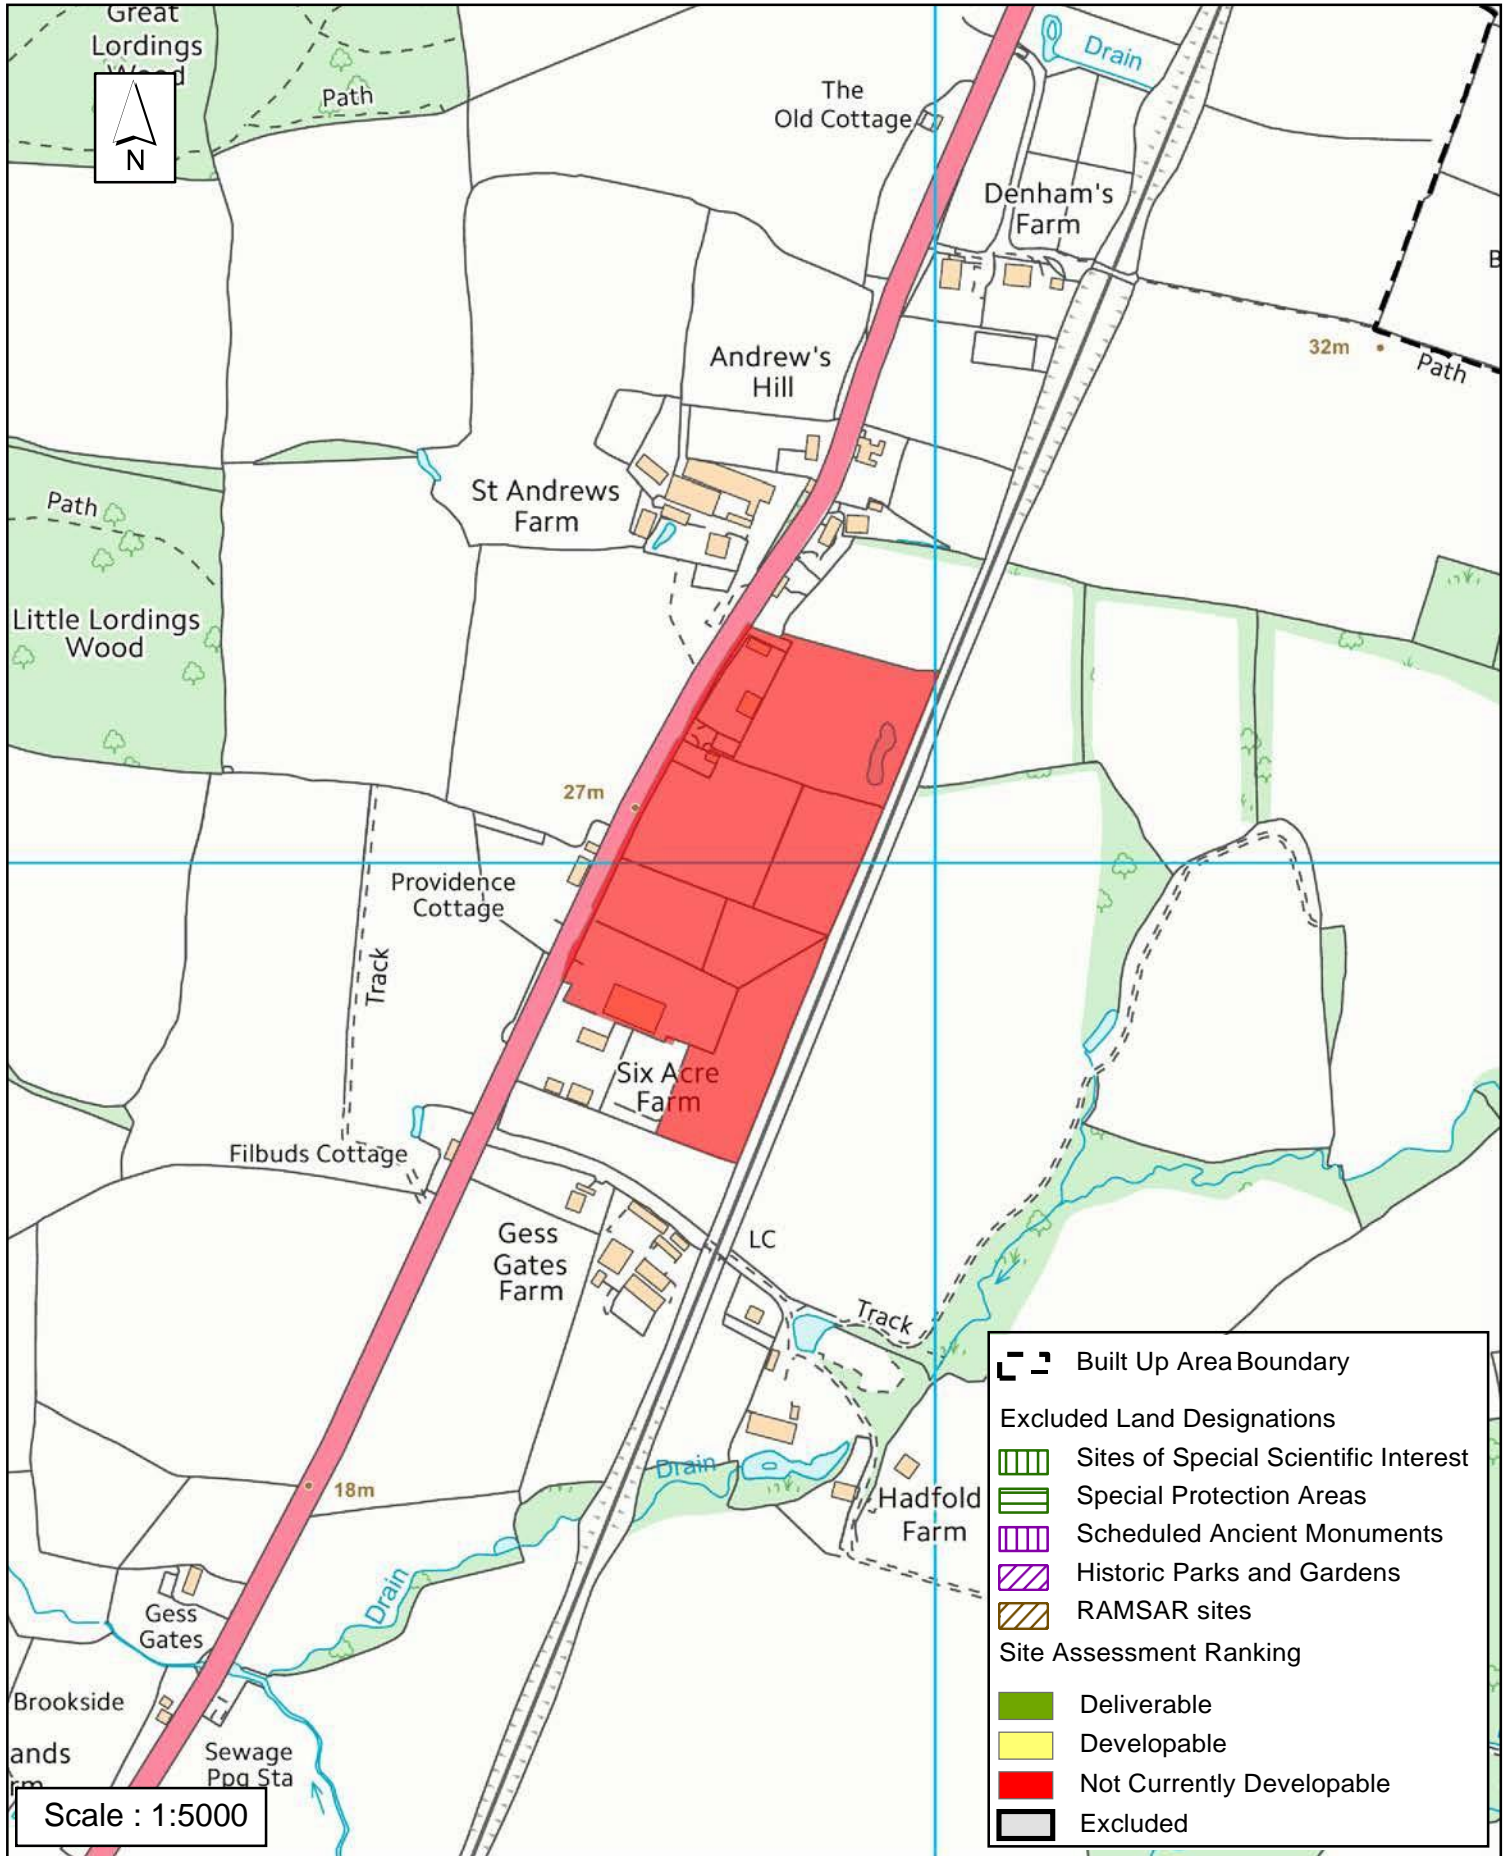 Great
Lordings
Wood
N
Path
The
Old Cottage
Drain
Denham's
Farm
B
32m
Path
Andrew's
Hill
St Andrews
Farm
Path
Little Lordings
Wood
27m
Providence
Cottage
Track
Six Acre
Farm
Filbuds Cottage
Gess
Gates
Farm
LC
Track
Drain
18m
Hadfold
Farm
Drain
Gess
Gates
Brookside
ands
rm
Sewage
Ppg Sta
Scale : 1:5000
Built Up Area Boundary
Excluded Land Designations
Sites of Special Scientific Interest
Special Protection Areas
Scheduled Ancient Monuments
Historic Parks and Gardens
RAMSAR sites
Site Assessment Ranking
Deliverable
Developable
Not Currently Developable
Excluded